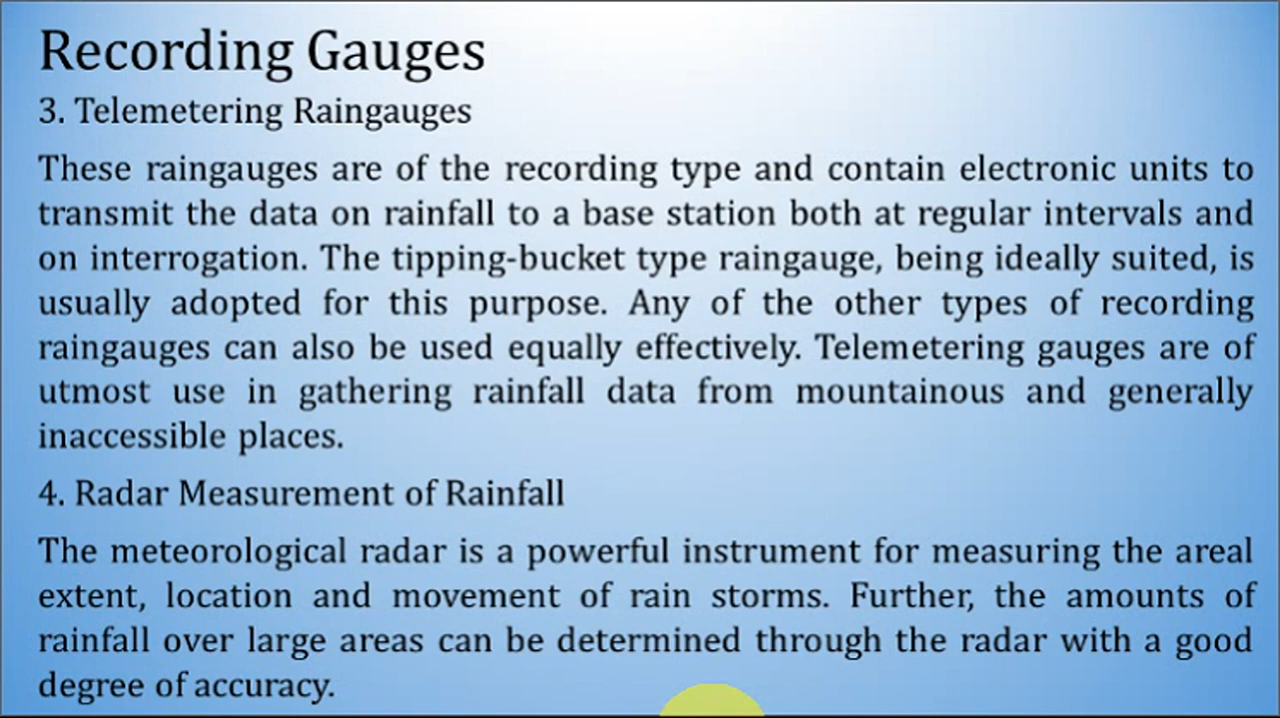 Recording Gauges
3. Telemetering Raingauges
These raingauges are of the recording type and contain electronic units to
transmit the data on rainfall to a base station both at regular intervals and
on interrogation. The tipping-bucket type raingauge, being ideally suited, is
usually adopted for this purpose. Any of the other types of recording
raingauges can also be used equally effectively. Telemetering gauges are of
utmost use in gathering rainfall data from mountainous and generally
inaccessible places.
4. Radar Measurement of Rainfall
The meteorological radar is a powerful instrument for measuring the areal
extent, location and movement of rain storms. Further, the amounts of
rainfall over large areas can be determined through the radar with a good
degree of accuracy.